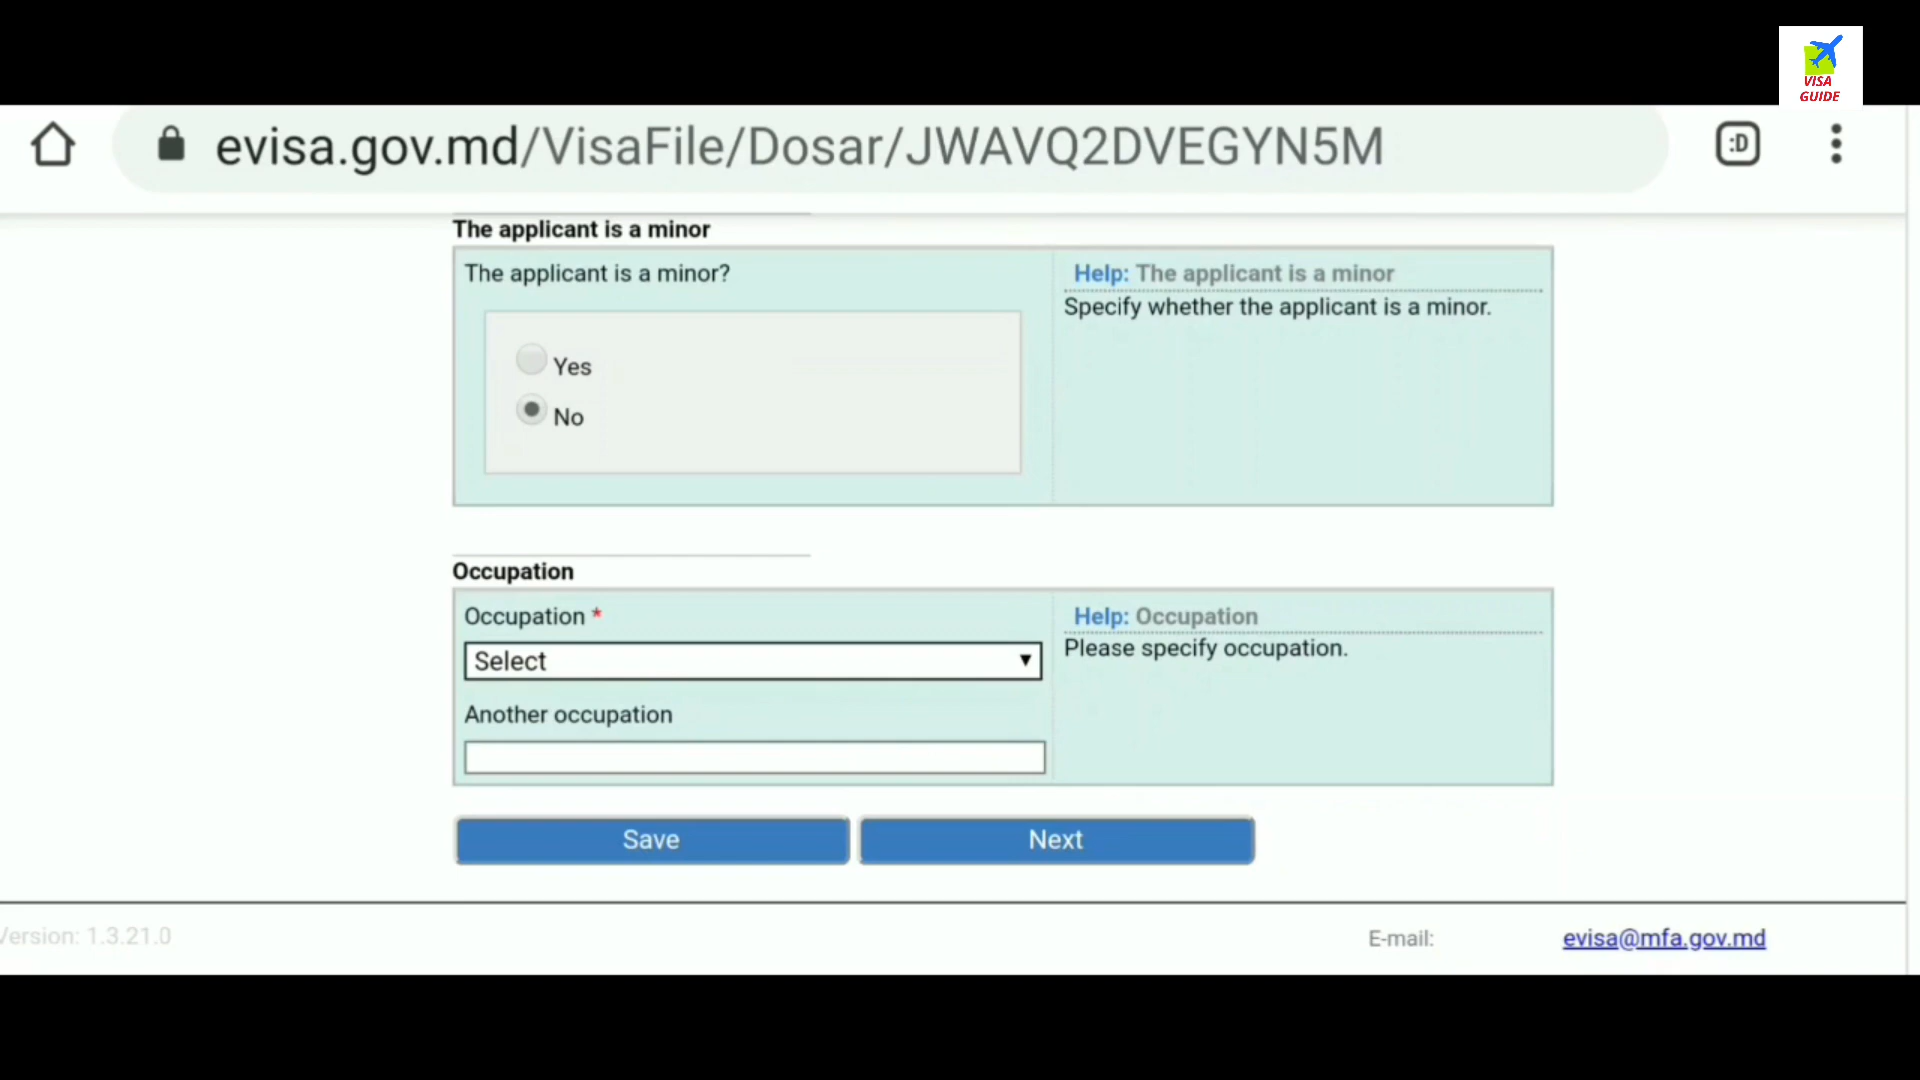 VISA
GUIDE
evisa.gov.md/VisaFile/Dosar/JWAVQ2DVEGYN5M
:D
The applicant is a minor
The applicant is a minor?
Help: The applicant is a minor
Specify whether the applicant is a minor.
Yes
No
Occupation
Occupation *
Help: Occupation
Select
Please specify occupation.
Another occupation
Save
Next
Version: 1.3.21.0
E-mail:
evisa@mfa.gov.md